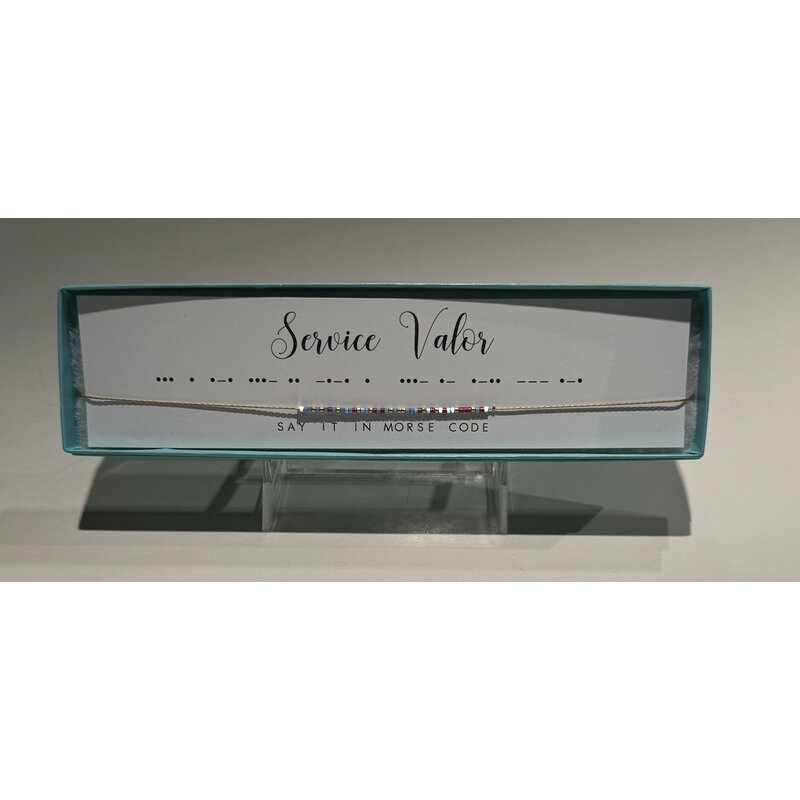 Service Valor
••• • •–• •••– •• –•–• • •••– •– •–•• ––– •–•
SAY IT IN MORSE CODE